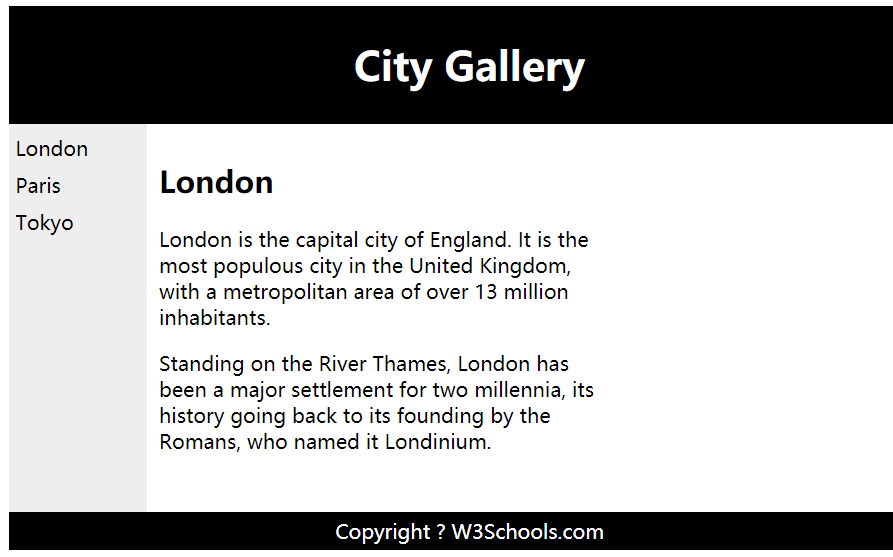 City Gallery
London
Paris
Tokyo
London
London is the capital city of England. It is the
most populous city in the United Kingdom,
with a metropolitan area of over 13 million
inhabitants.
Standing on the River Thames, London has
been a major settlement for two millennia, its
history going back to its founding by the
Romans, who named it Londinium.
Copyright ? W3Schools.com